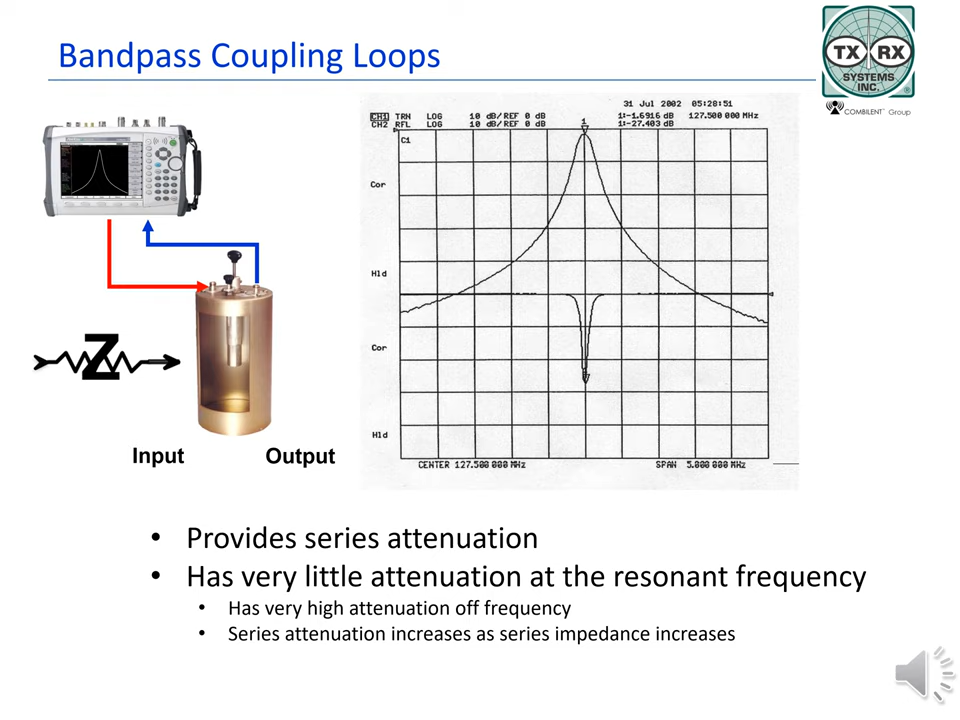 Bandpass Coupling Loops
TX RX
SYSTEMS
INC.
®
COMBILENT Group
31 Jul 2002 05:28:51
CH1 TRN LOG 10 dB/REF 0 dB 1:-1.6916 dB 127.500 000 MHz
CH2 RFL LOG 10 dB/REF 0 dB 1:-27.403 dB
1
C1
Cor
Hld
Cor
Hld
CENTER 127.500 000 MHz SPAN 5.000 000 MHz
Z
Input Output
• Provides series attenuation
• Has very little attenuation at the resonant frequency
• Has very high attenuation off frequency
• Series attenuation increases as series impedance increases